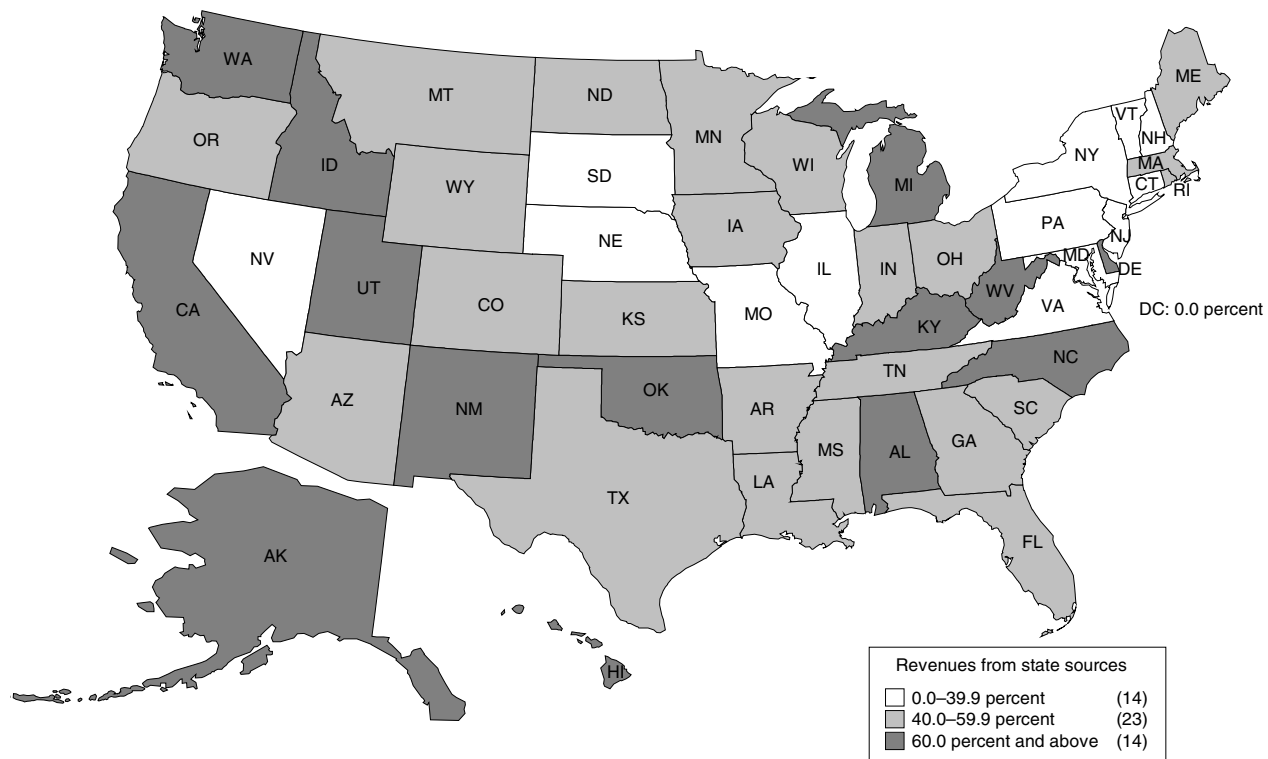 WA
MT
ND
ME
MN
VT
NH
OR
NY
ID
WI
MA
SD
MI
CT
RI
WY
PA
IA
NE
NJ
NV
MD
OH
IL
IN
DE
UT
WV
CO
VA
CA
DC: 0.0 percent
MO
KS
KY
NC
TN
OK
AZ
NM
AR
SC
GA
MS
AL
LA
TX
FL
AK
HI
Revenues from state sources
0.0–39.9 percent (14)
40.0–59.9 percent (23)
60.0 percent and above (14)